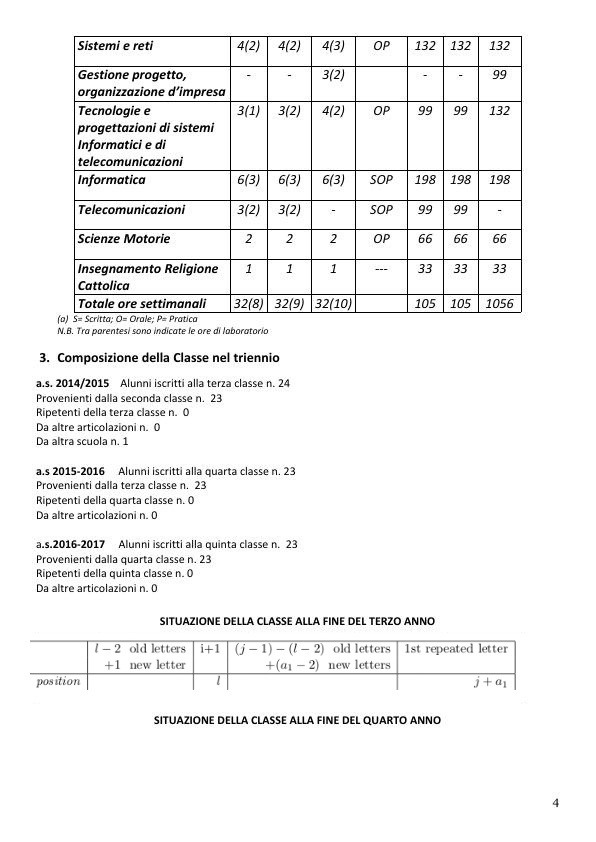 Sistemi e reti 4(2) 4(2) 4(3) OP 132 132 132
Gestione progetto, organizzazione d'impresa - - 3(2) - - 99
Tecnologie e progettazioni di sistemi Informatici e di telecomunicazioni 3(1) 3(2) 4(2) OP 99 99 132
Informatica 6(3) 6(3) 6(3) SOP 198 198 198
Telecomunicazioni 3(2) 3(2) - SOP 99 99 -
Scienze Motorie 2 2 2 OP 66 66 66
Insegnamento Religione Cattolica 1 1 1 --- 33 33 33
Totale ore settimanali 32(8) 32(9) 32(10) 105 105 1056
(a) S= Scritta; O= Orale; P= Pratica
N.B. Tra parentesi sono indicate le ore di laboratorio
3. Composizione della Classe nel triennio
a.s. 2014/2015 Alunni iscritti alla terza classe n. 24
Provenienti dalla seconda classe n. 23
Ripetenti della terza classe n. 0
Da altre articolazioni n. 0
Da altra scuola n. 1
a.s 2015-2016 Alunni iscritti alla quarta classe n. 23
Provenienti dalla terza classe n. 23
Ripetenti della quarta classe n. 0
Da altre articolazioni n. 0
a.s.2016-2017 Alunni iscritti alla quinta classe n. 23
Provenienti dalla quarta classe n. 23
Ripetenti della quinta classe n. 0
Da altre articolazioni n. 0
SITUAZIONE DELLA CLASSE ALLA FINE DEL TERZO ANNO
l − 2 old letters i+1 (j − 1) − (l − 2) old letters 1st repeated letter
+1 new letter +(a₁ − 2) new letters
position l j + a₁
SITUAZIONE DELLA CLASSE ALLA FINE DEL QUARTO ANNO
4